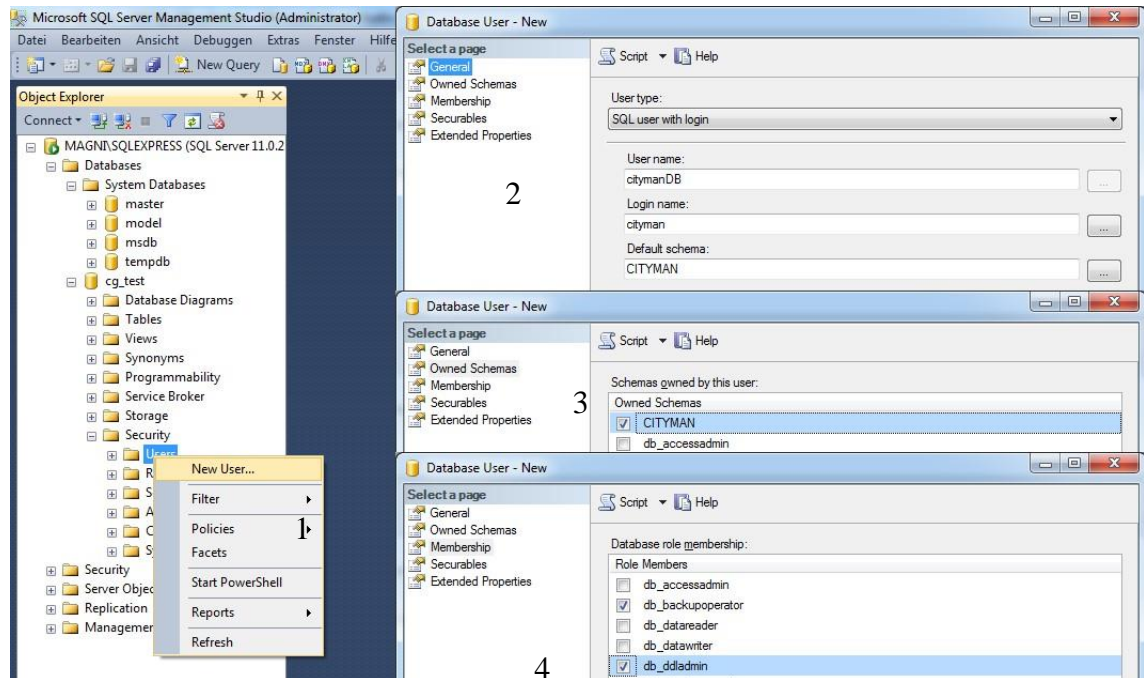 Microsoft SQL Server Management Studio (Administrator)
Datei Bearbeiten Ansicht Debuggen Extras Fenster Hilfe
New Query
Object Explorer
Connect
MAGNI\SQLEXPRESS (SQL Server 11.0.2
Databases
System Databases
master
model
msdb
tempdb
cg_test
Database Diagrams
Tables
Views
Synonyms
Programmability
Service Broker
Storage
Security
Users
R
S
A
C
Sy
Security
Server Objec
Replication
Managemer
New User...
Filter
Policies
1
Facets
Start PowerShell
Reports
Refresh
Database User - New
Select a page
General
Owned Schemas
Membership
Securables
Extended Properties
2
Script Help
User type:
SQL user with login
User name:
citymanDB
...
Login name:
cityman
...
Default schema:
CITYMAN
...
Database User - New
Select a page
General
Owned Schemas
Membership
Securables
Extended Properties
3
Script Help
Schemas owned by this user:
Owned Schemas
CITYMAN
db_accessadmin
Database User - New
Select a page
General
Owned Schemas
Membership
Securables
Extended Properties
4
Script Help
Database role membership:
Role Members
db_accessadmin
db_backupoperator
db_datareader
db_datawriter
db_ddladmin